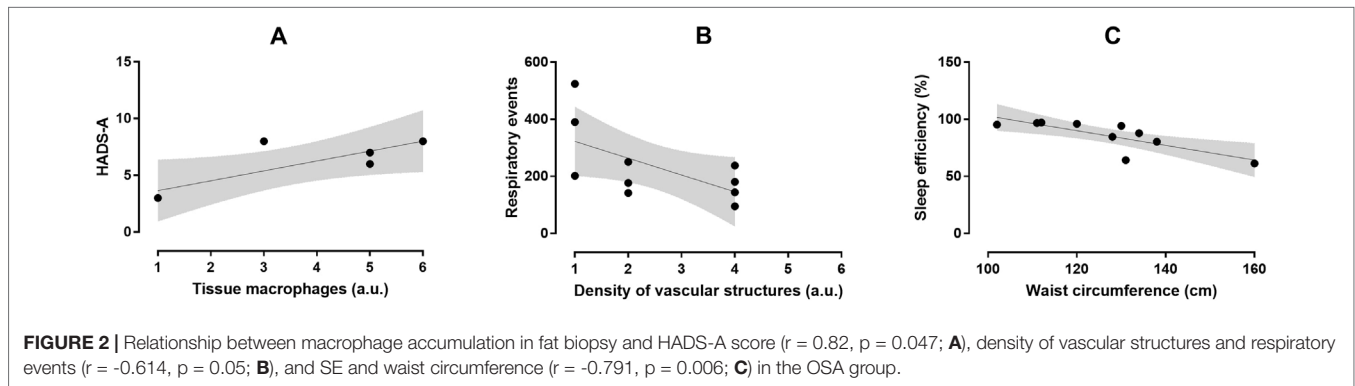 A
B
C
HADS-A
15
10
5
0
1 2 3 4 5 6
Tissue macrophages (a.u.)
Respiratory events
600
400
200
0
1 2 3 4 5 6
Density of vascular structures (a.u.)
Sleep efficiency (%)
150
100
50
0
100 120 140 160
Waist circumference (cm)
FIGURE 2 | Relationship between macrophage accumulation in fat biopsy and HADS-A score (r = 0.82, p = 0.047; A), density of vascular structures and respiratory
events (r = -0.614, p = 0.05; B), and SE and waist circumference (r = -0.791, p = 0.006; C) in the OSA group.